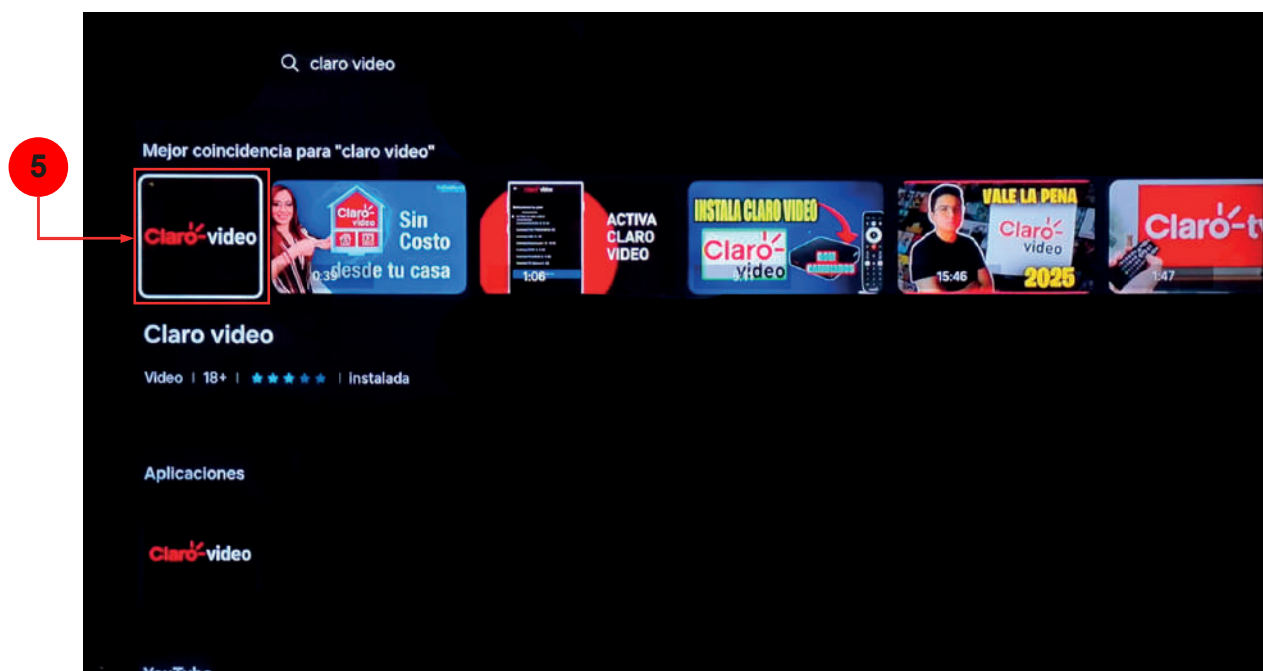 claro video
Mejor coincidencia para "claro video"
5
Claro video
Claro video
Sin
Costo
desde tu casa
0:39
ACTIVA
CLARO
VIDEO
1:06
INSTALA CLARO VIDEO
Claro video
VALE LA PENA
Claro video
15:46
2025
Claro-tv
1:47
Claro video
Video | 18+ | | instalada
Aplicaciones
Claro video
YouTube